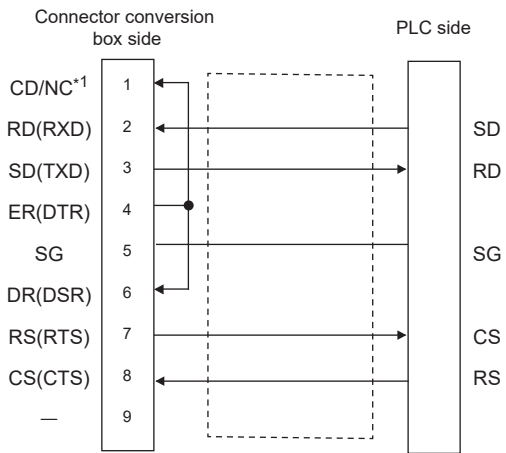 Connector conversion
box side
PLC side
CD/NC*1 1
RD(RXD) 2 SD
SD(TXD) 3 RD
ER(DTR) 4
SG 5 SG
DR(DSR) 6
RS(RTS) 7 CS
CS(CTS) 8 RS
— 9